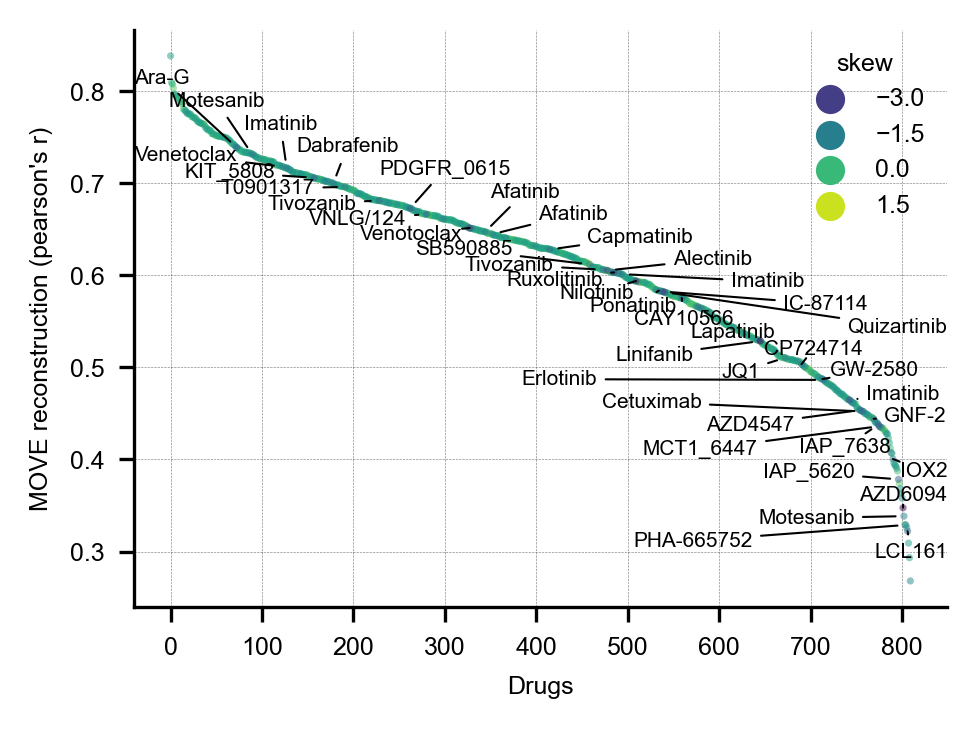 MOVE reconstruction (pearson's r)
0.8
0.7
0.6
0.5
0.4
0.3
0
100
200
300
400
500
600
700
800
Drugs
skew
−3.0
−1.5
0.0
1.5
Ara-G
Motesanib
Imatinib
Dabrafenib
Venetoclax
PDGFR_0615
KIT_5808
T0901317
Afatinib
Tivozanib
VNLG/124
Afatinib
Venotoclax
Capmatinib
SB590885
Alectinib
Tivozanib
Ruxolitinib
Imatinib
Nilotinib
IC-87114
Ponatinib
CAY10566
Quizartinib
Lapatinib
Linifanib
CP724714
JQ1
GW-2580
Erlotinib
Imatinib
Cetuximab
GNF-2
AZD4547
MCT1_6447
IAP_7638
IAP_5620
IOX2
AZD6094
Motesanib
PHA-665752
LCL161